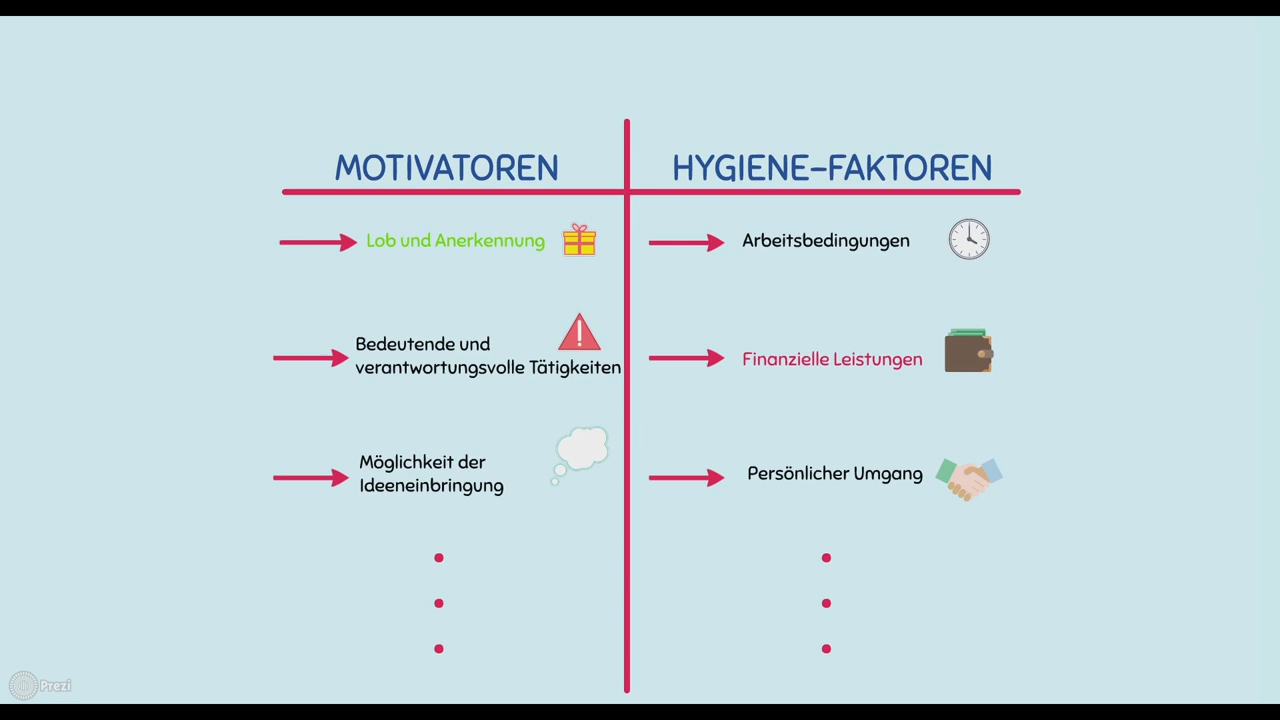 MOTIVATOREN
HYGIENE-FAKTOREN
Lob und Anerkennung
Arbeitsbedingungen
Bedeutende und
verantwortungsvolle Tätigkeiten
Finanzielle Leistungen
Möglichkeit der
Ideeneinbringung
Persönlicher Umgang
Prezi